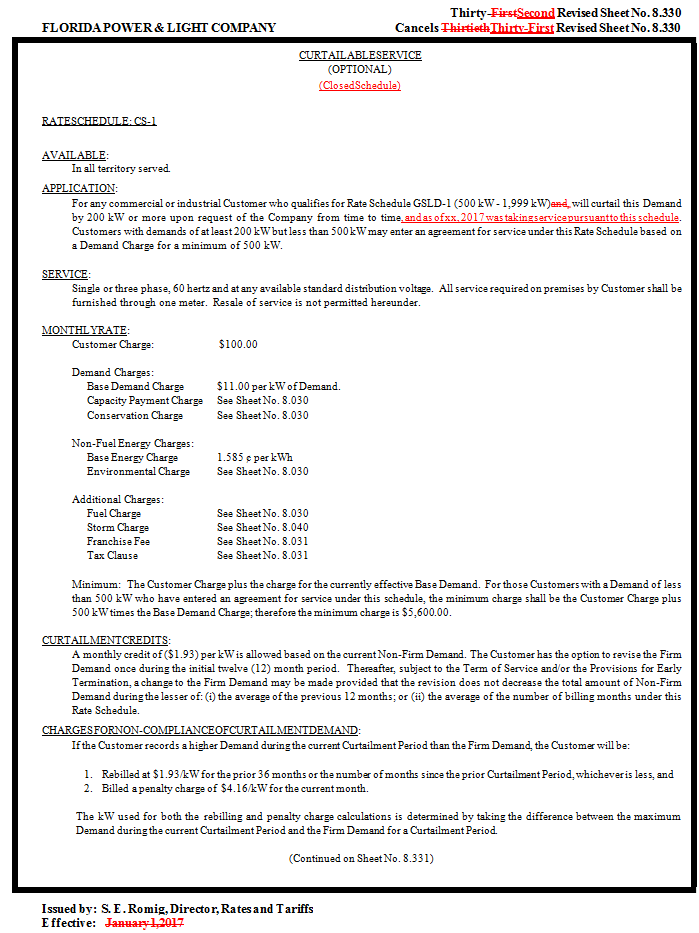 Thirty-FirstSecond Revised Sheet No. 8.330
FLORIDA POWER & LIGHT COMPANY Cancels ThirtiethThirty-First Revised Sheet No. 8.330
CURTAILABLE SERVICE
(OPTIONAL)
(Closed Schedule)
RATE SCHEDULE: CS-1
AVAILABLE:
In all territory served.
APPLICATION:
For any commercial or industrial Customer who qualifies for Rate Schedule GSLD-1 (500 kW - 1,999 kW)and, will curtail this Demand
by 200 kW or more upon request of the Company from time to time, and as of xx, 2017 was taking service pursuant to this schedule.
Customers with demands of at least 200 kW but less than 500 kW may enter an agreement for service under this Rate Schedule based on
a Demand Charge for a minimum of 500 kW.
SERVICE:
Single or three phase, 60 hertz and at any available standard distribution voltage. All service required on premises by Customer shall be
furnished through one meter. Resale of service is not permitted hereunder.
MONTHLY RATE:
Customer Charge: $100.00
Demand Charges:
Base Demand Charge $11.00 per kW of Demand.
Capacity Payment Charge See Sheet No. 8.030
Conservation Charge See Sheet No. 8.030
Non-Fuel Energy Charges:
Base Energy Charge 1.585 ¢ per kWh
Environmental Charge See Sheet No. 8.030
Additional Charges:
Fuel Charge See Sheet No. 8.030
Storm Charge See Sheet No. 8.040
Franchise Fee See Sheet No. 8.031
Tax Clause See Sheet No. 8.031
Minimum: The Customer Charge plus the charge for the currently effective Base Demand. For those Customers with a Demand of less
than 500 kW who have entered an agreement for service under this schedule, the minimum charge shall be the Customer Charge plus
500 kW times the Base Demand Charge; therefore the minimum charge is $5,600.00.
CURTAILMENT CREDITS:
A monthly credit of ($1.93) per kW is allowed based on the current Non-Firm Demand. The Customer has the option to revise the Firm
Demand once during the initial twelve (12) month period. Thereafter, subject to the Term of Service and/or the Provisions for Early
Termination, a change to the Firm Demand may be made provided that the revision does not decrease the total amount of Non-Firm
Demand during the lesser of: (i) the average of the previous 12 months; or (ii) the average of the number of billing months under this
Rate Schedule.
CHARGES FOR NON-COMPLIANCE OF CURTAILMENT DEMAND:
If the Customer records a higher Demand during the current Curtailment Period than the Firm Demand, the Customer will be:
1. Rebilled at $1.93/kW for the prior 36 months or the number of months since the prior Curtailment Period, whichever is less, and
2. Billed a penalty charge of $4.16/kW for the current month.
The kW used for both the rebilling and penalty charge calculations is determined by taking the difference between the maximum
Demand during the current Curtailment Period and the Firm Demand for a Curtailment Period.
(Continued on Sheet No. 8.331)
Issued by: S. E. Romig, Director, Rates and Tariffs
Effective: January 1, 2017